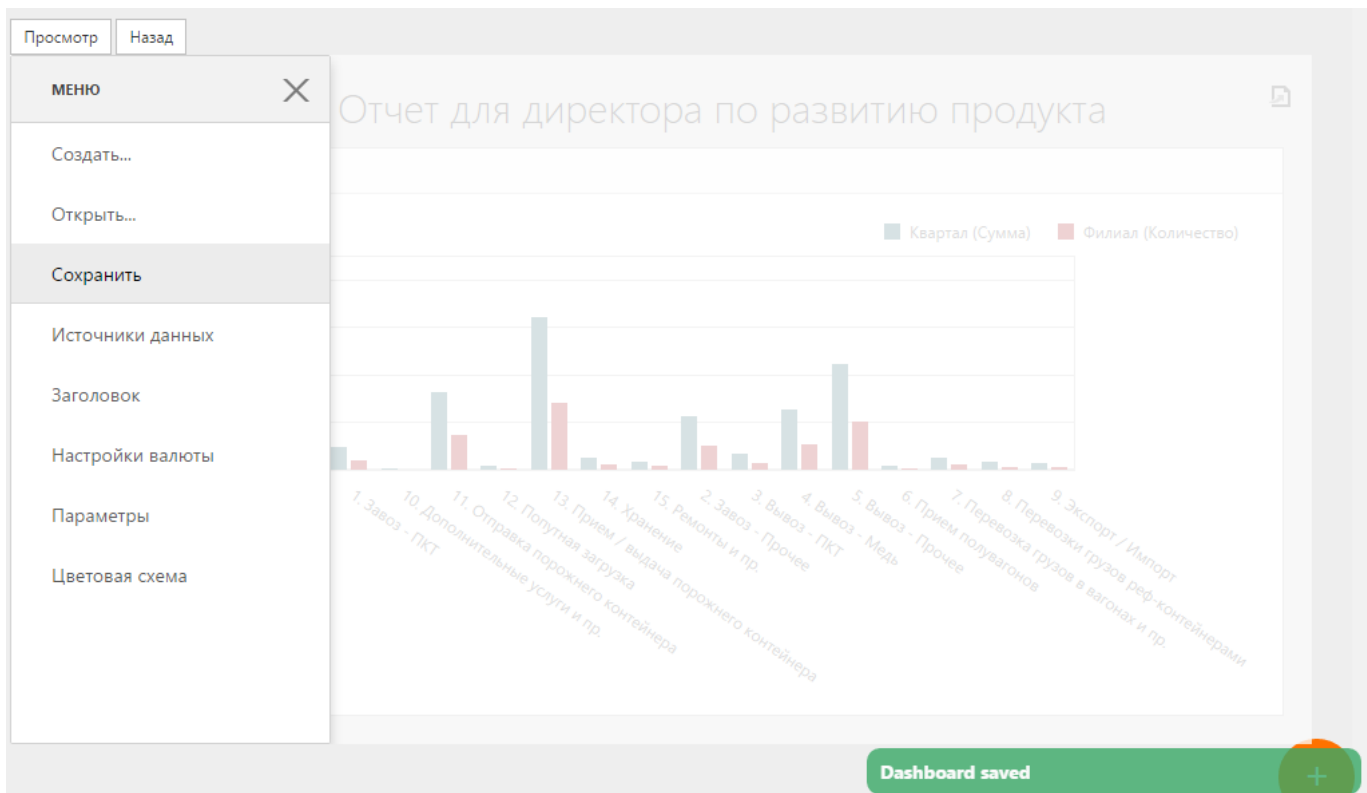 Просмотр Назад
МЕНЮ
Отчет для директора по развитию продукта
Создать...
Открыть...
Квартал (Сумма) Филиал (Количество)
Сохранить
Источники данных
Заголовок
Настройки валюты
Параметры
Цветовая схема
1. Завоз - ПКТ
10. Дополнительные услуги и пр.
11. Отправка порожнего контейнера
12. Попутная загрузка
13. Прием / выдача порожнего контейнера
14. Хранение
15. Ремонты и пр.
2. Завоз - Прочее
3. Вывоз - ПКТ
4. Вывоз - Медь
5. Вывоз - Прочее
6. Прием полувагонов
7. Перевозка грузов в вагонах и пр.
8. Перевозки грузов реф-контейнерами
9. Экспорт / Импорт
Dashboard saved
+